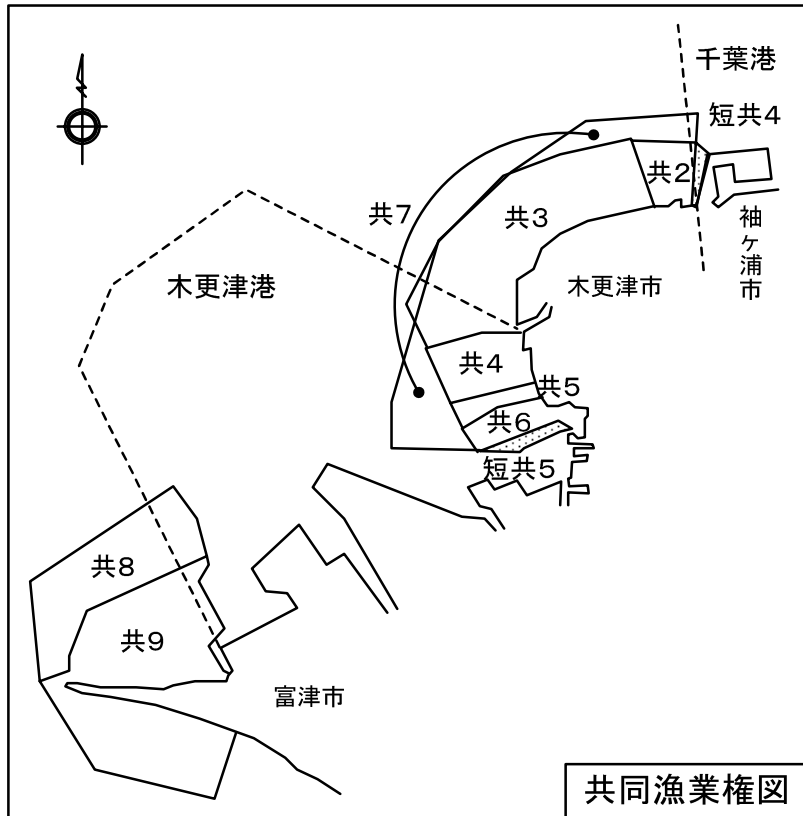 千葉港
短共4
共2
共7
共3
袖ケ浦市
木更津港
木更津市
共4
共5
共6
短共5
共8
共9
富津市
共同漁業権図